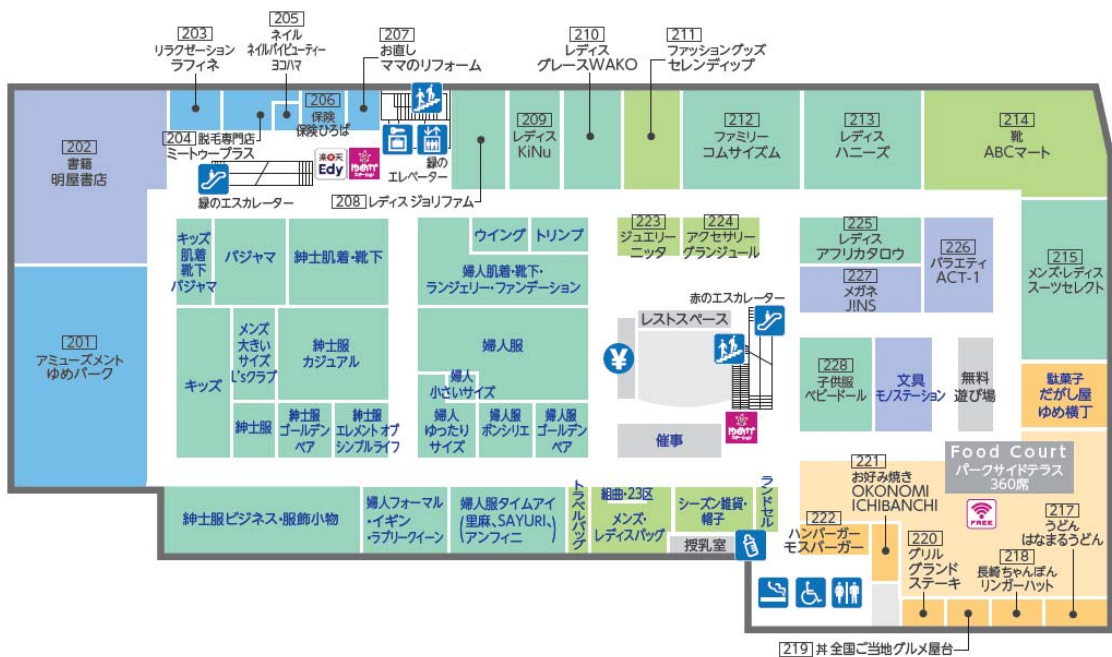 203
リラクゼーション
ラフィネ
205
ネイル
ネイルバイビューティー
ヨコハマ
207
お直し
ママのリフォーム
210
レディス
グレースWAKO
211
ファッショングッズ
セレンディップ
206
保険
保険ひろば
204 脱毛専門店
ミートゥープラス
202
書籍
明屋書店
楽天
Edy
ゆめか
ステーション
緑の
エレベーター
緑のエスカレーター
208 レディス ジョリファム
209
レディス
KiNu
212
ファミリー
コムサイズム
213
レディス
ハニーズ
214
靴
ABCマート
キッズ
肌着
靴下
パジャマ
パジャマ
紳士肌着・靴下
ウイング
トリンプ
婦人肌着・靴下・
ランジェリー・ファンデーション
223
ジュエリー
ニッタ
224
アクセサリー
グランジュール
225
レディス
アフリカタロウ
226
バラエティ
ACT-1
227
メガネ
J!NS
215
メンズ・レディス
スーツセレクト
201
アミューズメント
ゆめパーク
キッズ
メンズ
大きい
サイズ
L'sクラブ
紳士服
カジュアル
婦人服
婦人
小さいサイズ
紳士服
紳士服
ゴールデン
ベア
紳士服
エレメント オブ
シンプルライフ
婦人
ゆったり
サイズ
婦人服
ボンシリエ
婦人服
ゴールデン
ベア
赤のエスカレーター
レストスペース
¥
催事
ゆめか
ステーション
228
子供服
べビードール
文具
モノステーション
無料
遊び場
駄菓子
だがし屋
ゆめ横丁
Food Court
パークサイドテラス
360席
紳士服ビジネス・服飾小物
婦人フォーマル
・イギン
・ラブリークイーン
婦人服タイムアイ
(里麻、SAYURI、
アンフィニ)
トラベルバッグ
組曲・23区
メンズ・
レディスバッグ
シーズン雑貨・
帽子
授乳室
ランドセル
221
お好み焼き
OKONOMI
ICHIBANCHI
222
ハンバーガー
モスバーガー
FREE
220
グリル
グランド
ステーキ
217
うどん
はなまるうどん
218
長崎ちゃんぽん
リンガーハット
219 丼 全国ご当地グルメ屋台